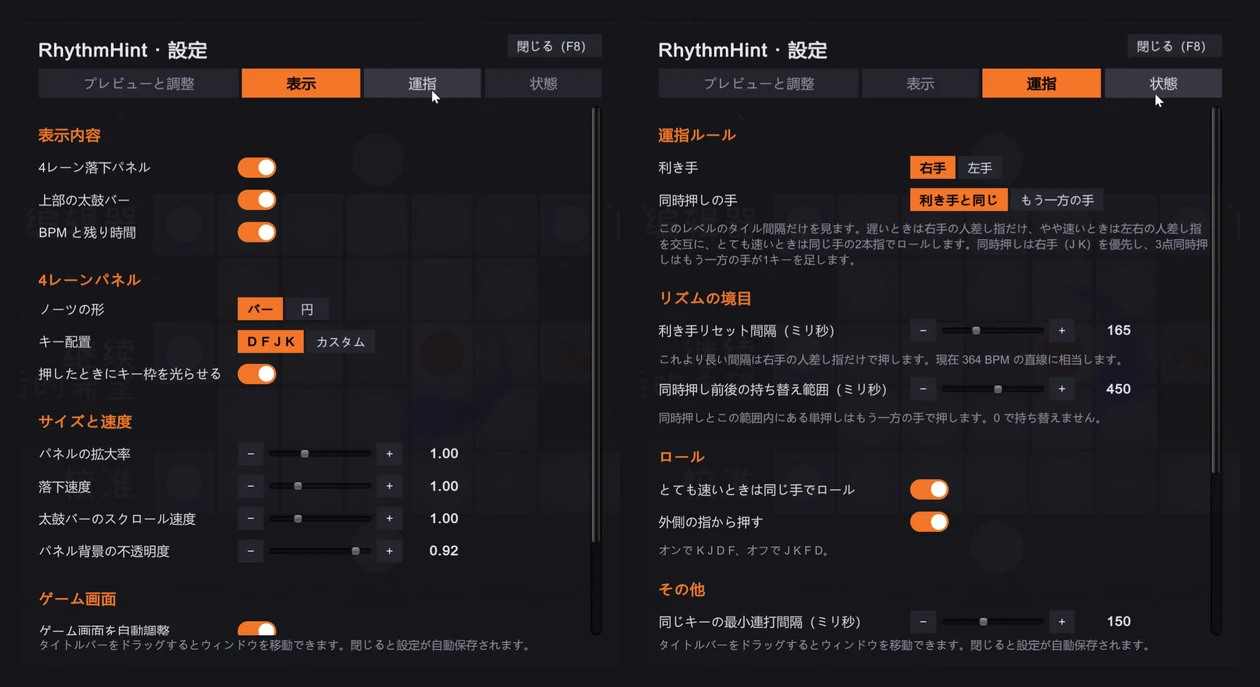 RhythmHint · 設定
閉じる（F8）
プレビューと調整
表示
運指
状態
表示内容
4レーン落下パネル
上部の太鼓バー
BPM と残り時間
4レーンパネル
ノーツの形
バー
円
キー配置
D F J K
カスタム
押したときにキー枠を光らせる
サイズと速度
パネルの拡大率
−
+
1.00
落下速度
−
+
1.00
太鼓バーのスクロール速度
−
+
1.00
パネル背景の不透明度
−
+
0.92
ゲーム画面
ゲーム画面を自動調整
タイトルバーをドラッグするとウィンドウを移動できます。閉じると設定が自動保存されます。
RhythmHint · 設定
閉じる（F8）
プレビューと調整
表示
運指
状態
運指ルール
利き手
右手
左手
同時押しの手
利き手と同じ
もう一方の手
このレベルのタイル間隔だけを見ます。遅いときは右手の人差し指だけ、やや速いときは左右の人差し指
を交互に、とても速いときは同じ手の2本指でロールします。同時押しは右手（J K）を優先し、3点同時押
しはもう一方の手が1キーを足します。
リズムの境目
利き手リセット間隔（ミリ秒）
−
+
165
これより長い間隔は右手の人差し指だけで押します。現在 364 BPM の直線に相当します。
同時押し前後の持ち替え範囲（ミリ秒）
−
+
450
同時押しとこの範囲内にある単押しはもう一方の手で押します。0 で持ち替えません。
ロール
とても速いときは同じ手でロール
外側の指から押す
オンで K J D F、オフで J K F D。
その他
同じキーの最小連打間隔（ミリ秒）
−
+
150
タイトルバーをドラッグするとウィンドウを移動できます。閉じると設定が自動保存されます。